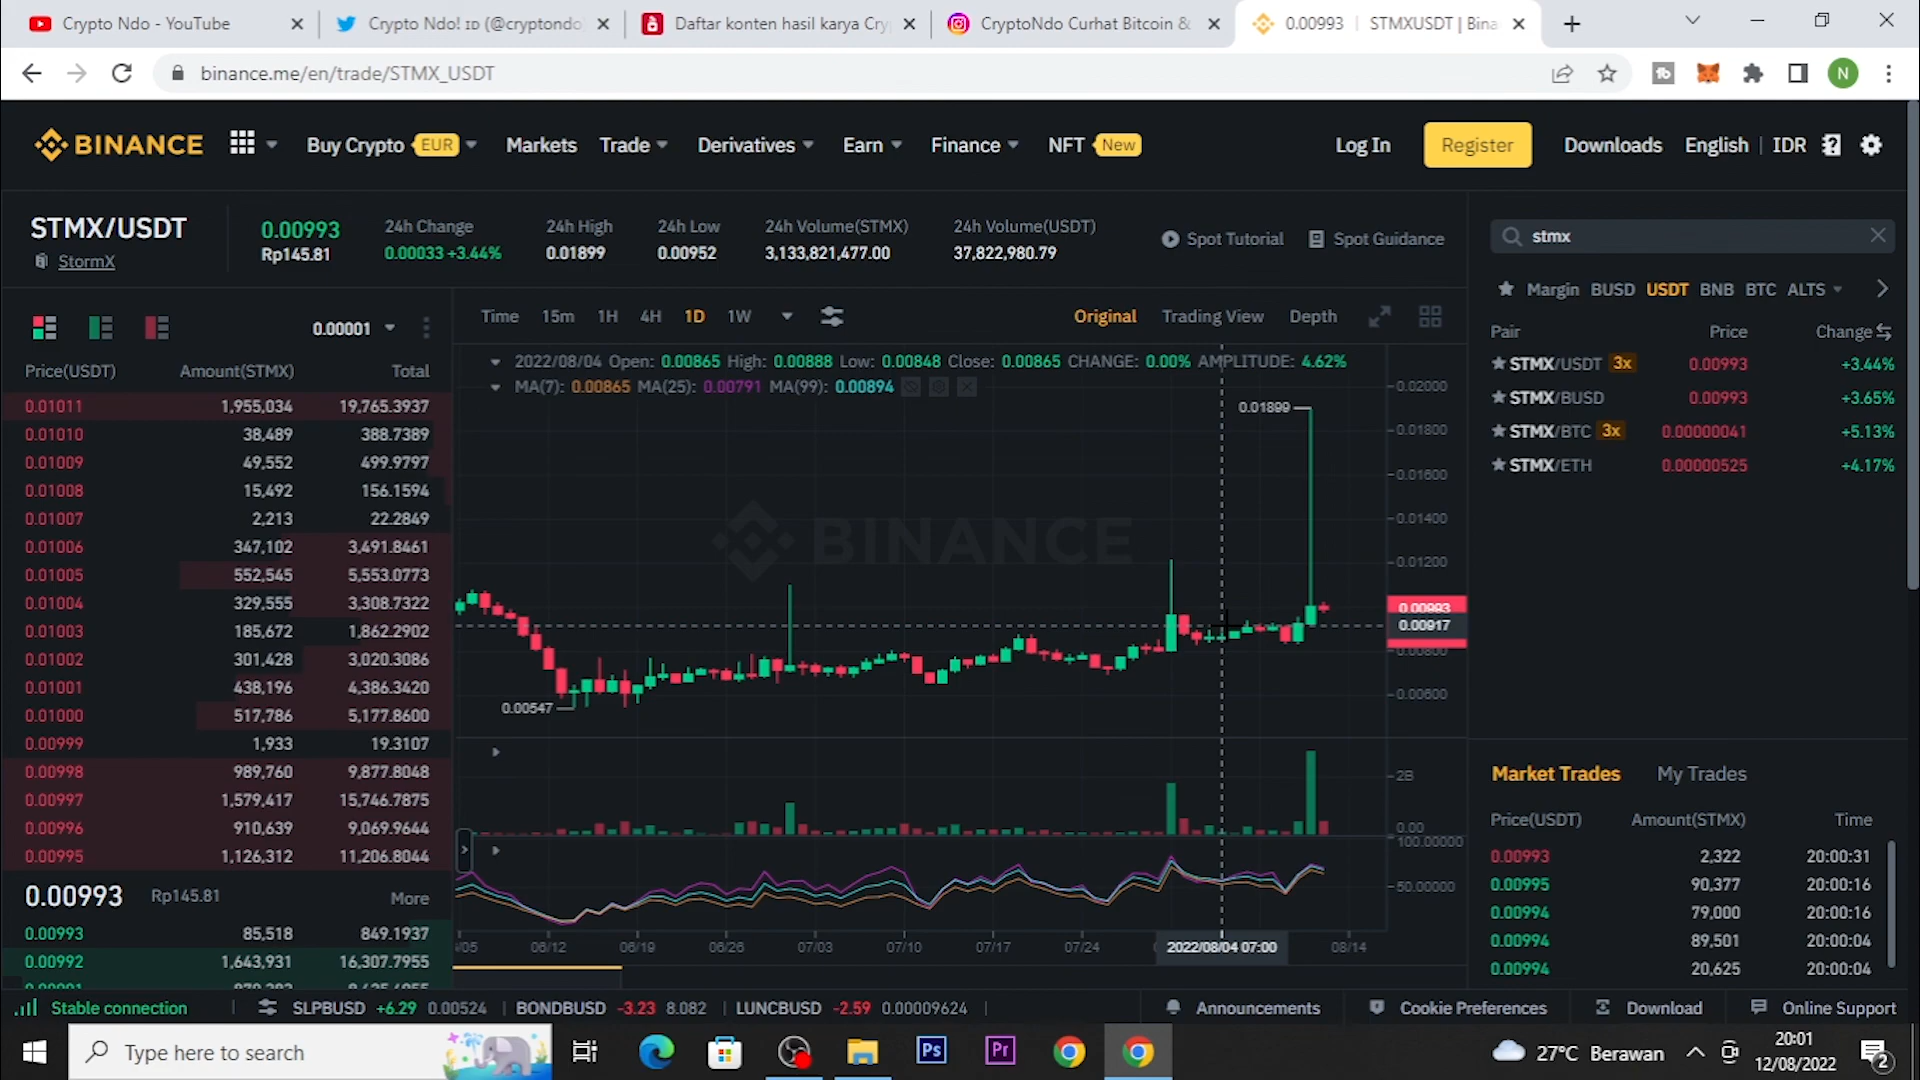 Crypto Ndo - YouTube
Crypto Ndo! ɪᴅ (@cryptondo
Daftar konten hasil karya Cry
CryptoNdo Curhat Bitcoin &
0.00993 | STMXUSDT | Bina
binance.me/en/trade/STMX_USDT
N
BINANCE
Buy Crypto EUR
Markets
Trade
Derivatives
Earn
Finance
NFT New
Log In
Register
Downloads
English | IDR
STMX/USDT
StormX
0.00993
Rp145.81
24h Change
0.00033 +3.44%
24h High
0.01899
24h Low
0.00952
24h Volume(STMX)
3,133,821,477.00
24h Volume(USDT)
37,822,980.79
Spot Tutorial
Spot Guidance
0.00001
Price(USDT) Amount(STMX) Total
0.01011 1,955,034 19,765.3937
0.01010 38,489 388.7389
0.01009 49,552 499.9797
0.01008 15,492 156.1594
0.01007 2,213 22.2849
0.01006 347,102 3,491.8461
0.01005 552,545 5,553.0773
0.01004 329,555 3,308.7322
0.01003 185,672 1,862.2902
0.01002 301,428 3,020.3086
0.01001 438,196 4,386.3420
0.01000 517,786 5,177.8600
0.00999 1,933 19.3107
0.00998 989,760 9,877.8048
0.00997 1,579,417 15,746.7875
0.00996 910,639 9,069.9644
0.00995 1,126,312 11,206.8044
0.00993 Rp145.81 More
0.00993 85,518 849.1937
0.00992 1,643,931 16,307.7955
Time 15m 1H 4H 1D 1W
Original Trading View Depth
2022/08/04 Open: 0.00865 High: 0.00888 Low: 0.00848 Close: 0.00865 CHANGE: 0.00% AMPLITUDE: 4.62%
MA(7): 0.00865 MA(25): 0.00791 MA(99): 0.00894
BINANCE
0.01899
0.00547
0.02000
0.01800
0.01600
0.01400
0.01200
0.00993
0.00917
0.00800
0.00600
2B
0.00
100.00000
50.00000
06/12 06/19 06/26 07/03 07/10 07/17 07/24 2022/08/04 07:00 08/14
stmx
Margin BUSD USDT BNB BTC ALTS
Pair Price Change
STMX/USDT 3x 0.00993 +3.44%
STMX/BUSD 0.00993 +3.65%
STMX/BTC 3x 0.00000041 +5.13%
STMX/ETH 0.00000525 +4.17%
Market Trades My Trades
Price(USDT) Amount(STMX) Time
0.00993 2,322 20:00:31
0.00995 90,377 20:00:16
0.00994 79,000 20:00:16
0.00994 89,501 20:00:04
0.00994 20,625 20:00:04
Stable connection
SLPBUSD +6.29 0.00524 | BONDBUSD -3.23 8.082 | LUNCBUSD -2.59 0.00009624 |
Announcements
Cookie Preferences
Download
Online Support
Type here to search
Ps
Pr
27°C Berawan
20:01
12/08/2022
2